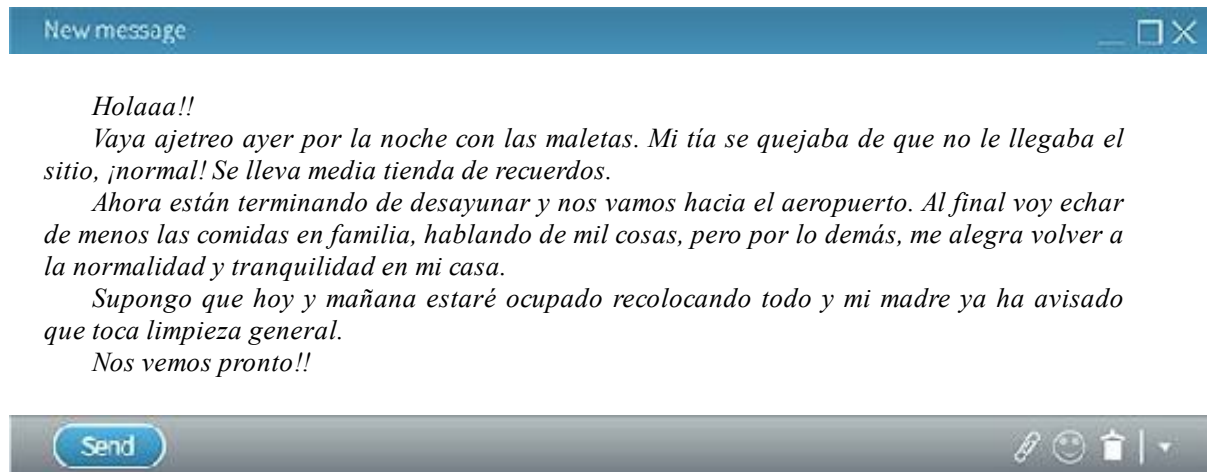 New message
Holaaa!!
Vaya ajetreo ayer por la noche con las maletas. Mi tía se quejaba de que no le llegaba el
sitio, ¡normal! Se lleva media tienda de recuerdos.
Ahora están terminando de desayunar y nos vamos hacia el aeropuerto. Al final voy echar
de menos las comidas en familia, hablando de mil cosas, pero por lo demás, me alegra volver a
la normalidad y tranquilidad en mi casa.
Supongo que hoy y mañana estaré ocupado recolocando todo y mi madre ya ha avisado
que toca limpieza general.
Nos vemos pronto!!
Send